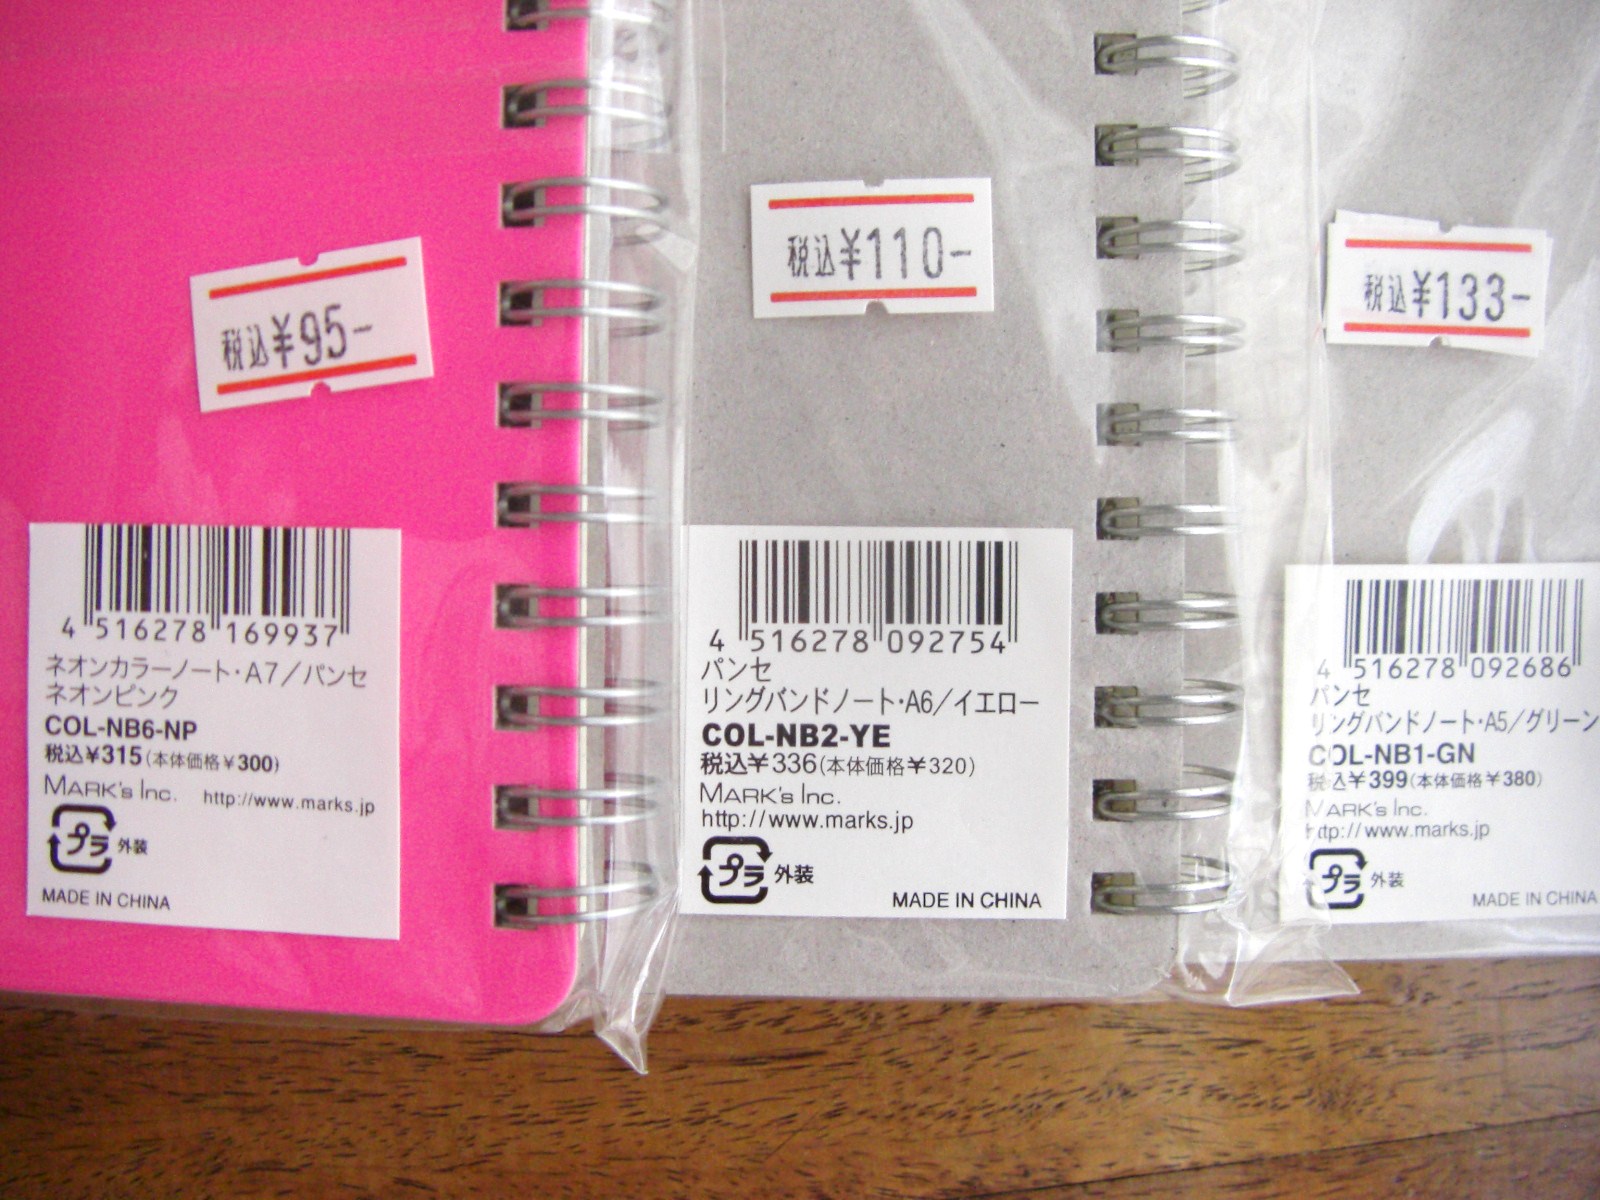 税込¥95-
4 516278 169937
ネオンカラーノート・A7／パンセ
ネオンピンク
COL-NB6-NP
税込¥315(本体価格¥300)
MARK's Inc. http://www.marks.jp
プラ 外装
MADE IN CHINA
税込¥110-
4 516278 092754
パンセ
リングバンドノート・A6／イエロー
COL-NB2-YE
税込¥336(本体価格¥320)
MARK's Inc.
http://www.marks.jp
プラ 外装
MADE IN CHINA
税込¥133-
4 516278 092686
パンセ
リングバンドノート・A5／グリーン
COL-NB1-GN
税込¥399(本体価格¥380)
MARK's Inc.
http://www.marks.jp
プラ 外装
MADE IN CHINA